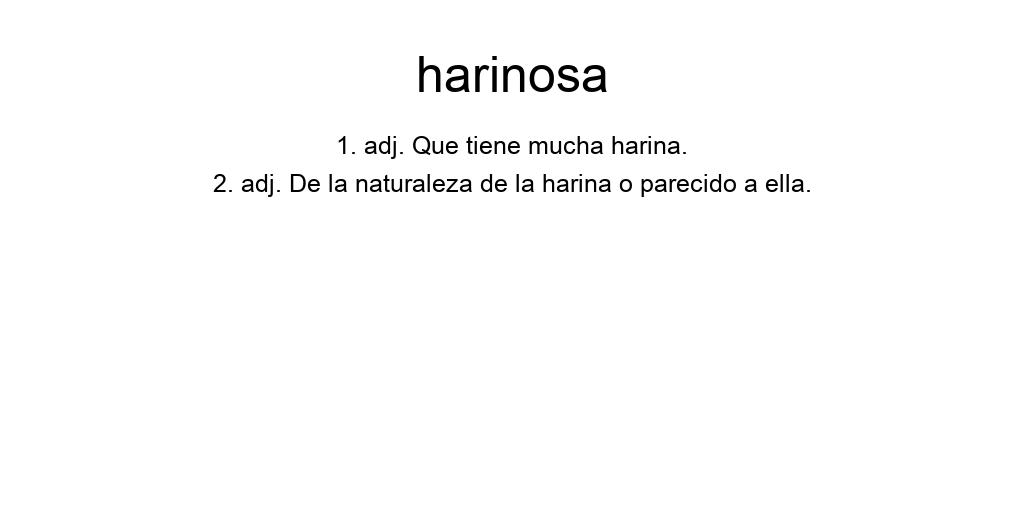 harinosa
1. adj. Que tiene mucha harina.
2. adj. De la naturaleza de la harina o parecido a ella.